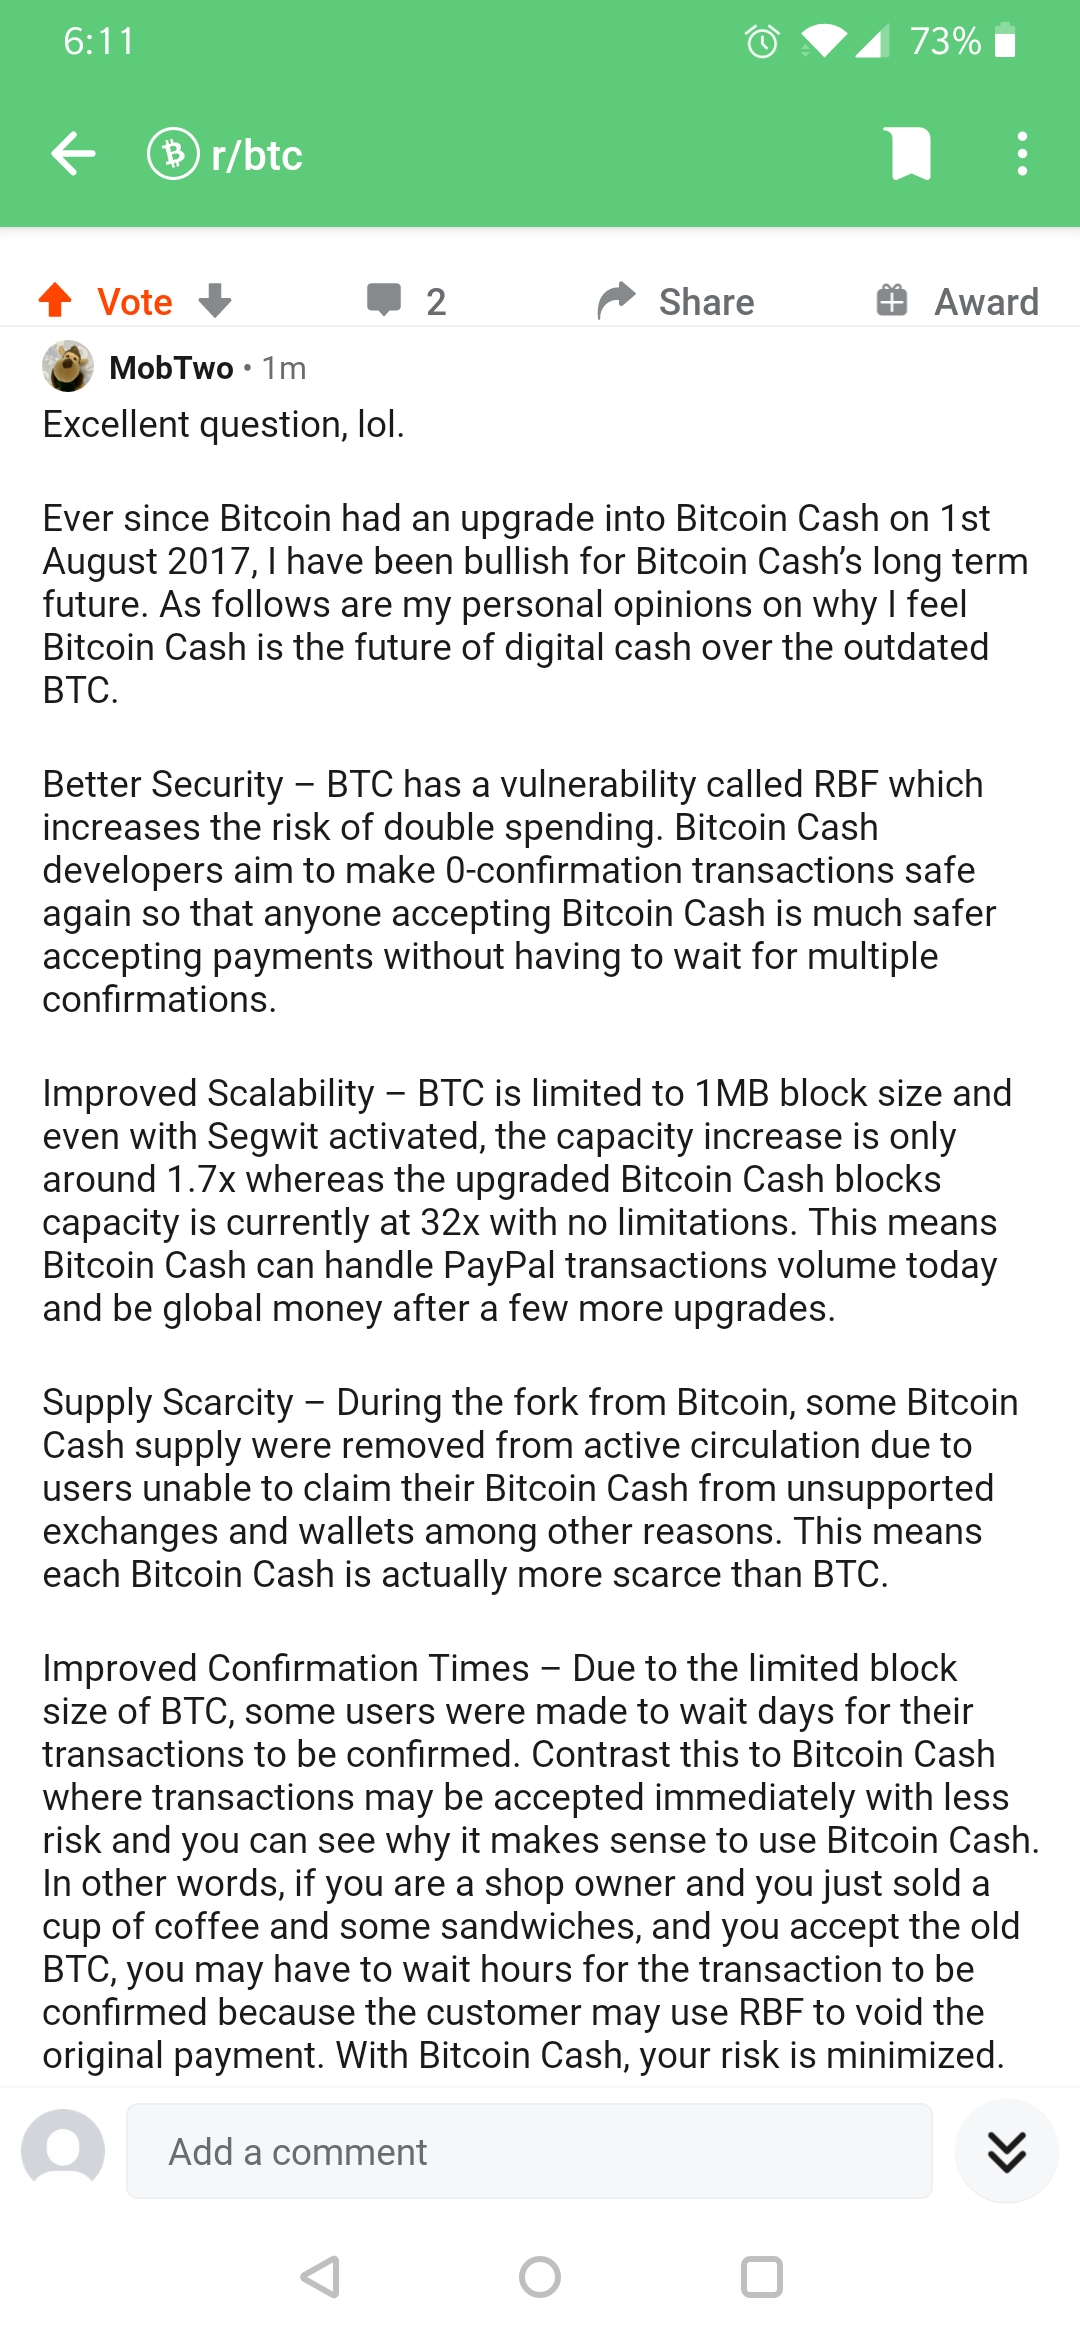 6:11
73%
r/btc
Vote
2
Share
Award
MobTwo • 1m
Excellent question, lol.
Ever since Bitcoin had an upgrade into Bitcoin Cash on 1st
August 2017, I have been bullish for Bitcoin Cash’s long term
future. As follows are my personal opinions on why I feel
Bitcoin Cash is the future of digital cash over the outdated
BTC.
Better Security – BTC has a vulnerability called RBF which
increases the risk of double spending. Bitcoin Cash
developers aim to make 0-confirmation transactions safe
again so that anyone accepting Bitcoin Cash is much safer
accepting payments without having to wait for multiple
confirmations.
Improved Scalability – BTC is limited to 1MB block size and
even with Segwit activated, the capacity increase is only
around 1.7x whereas the upgraded Bitcoin Cash blocks
capacity is currently at 32x with no limitations. This means
Bitcoin Cash can handle PayPal transactions volume today
and be global money after a few more upgrades.
Supply Scarcity – During the fork from Bitcoin, some Bitcoin
Cash supply were removed from active circulation due to
users unable to claim their Bitcoin Cash from unsupported
exchanges and wallets among other reasons. This means
each Bitcoin Cash is actually more scarce than BTC.
Improved Confirmation Times – Due to the limited block
size of BTC, some users were made to wait days for their
transactions to be confirmed. Contrast this to Bitcoin Cash
where transactions may be accepted immediately with less
risk and you can see why it makes sense to use Bitcoin Cash.
In other words, if you are a shop owner and you just sold a
cup of coffee and some sandwiches, and you accept the old
BTC, you may have to wait hours for the transaction to be
confirmed because the customer may use RBF to void the
original payment. With Bitcoin Cash, your risk is minimized.
Add a comment